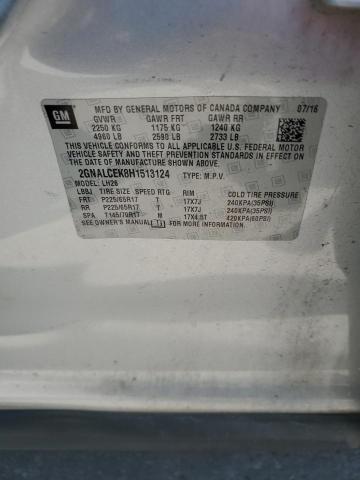 GM
MFD BY GENERAL MOTORS OF CANADA COMPANY 07/16
GVWR GAWR FRT GAWR RR
2250 KG 1175 KG 1240 KG
4960 LB 2590 LB 2733 LB
THIS VEHICLE CONFORMS TO ALL APPLICABLE U.S. FEDERAL MOTOR
VEHICLE SAFETY, BUMPER, AND THEFT PREVENTION STANDARDS IN EFFECT ON
THE DATE OF MANUFACTURE SHOWN ABOVE.
2GNALCEK8H1513124 TYPE: M.P.V.
MODEL: LH26
LBBJ TIRE SIZE SPEED RTG RIM COLD TIRE PRESSURE
FRT P225/65R17 T 17X7J 240KPA(35PSI)
RR P225/65R17 T 17X7J 240KPA(35PSI)
SPA T145/70R17 17X4.5T 420KPA(60PSI)
SEE OWNER'S MANUAL FOR MORE INFORMATION.